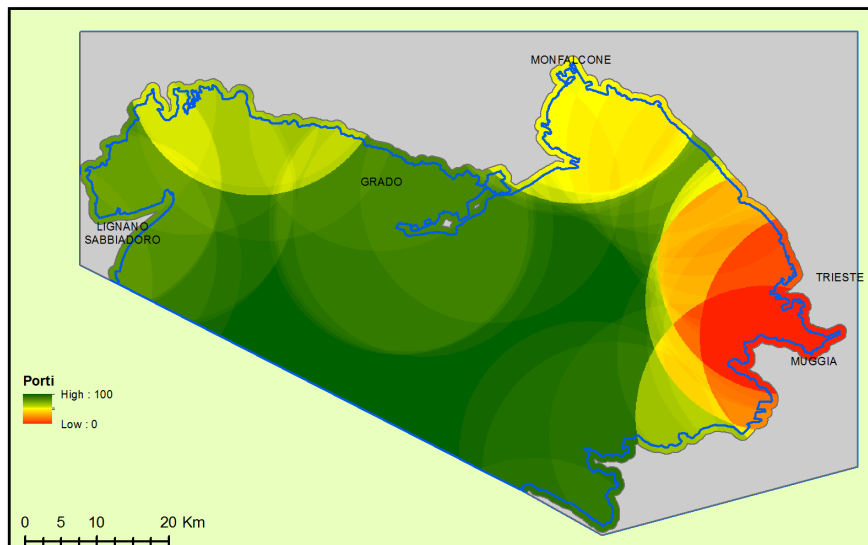 MONFALCONE
GRADO
LIGNANO
SABBIADORO
TRIESTE
MUGGIA
Porti
High : 100
Low : 0
0 5 10 20 Km